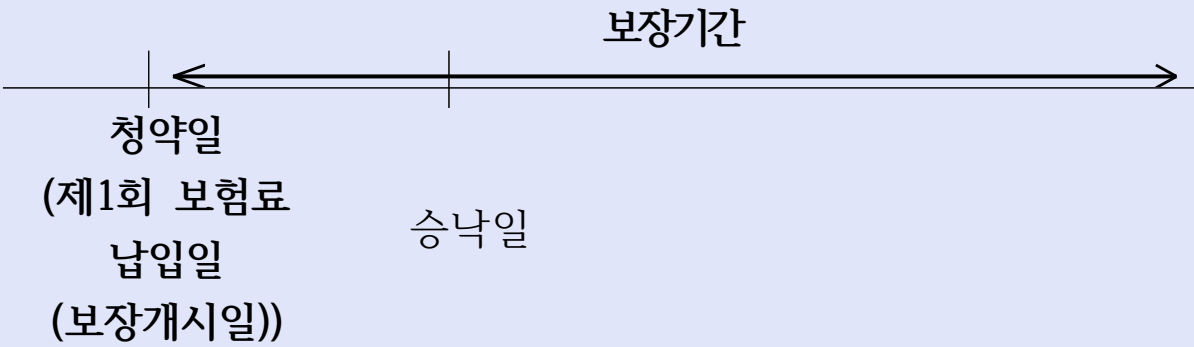 보장기간
청약일
(제1회 보험료
납입일
(보장개시일))
승낙일